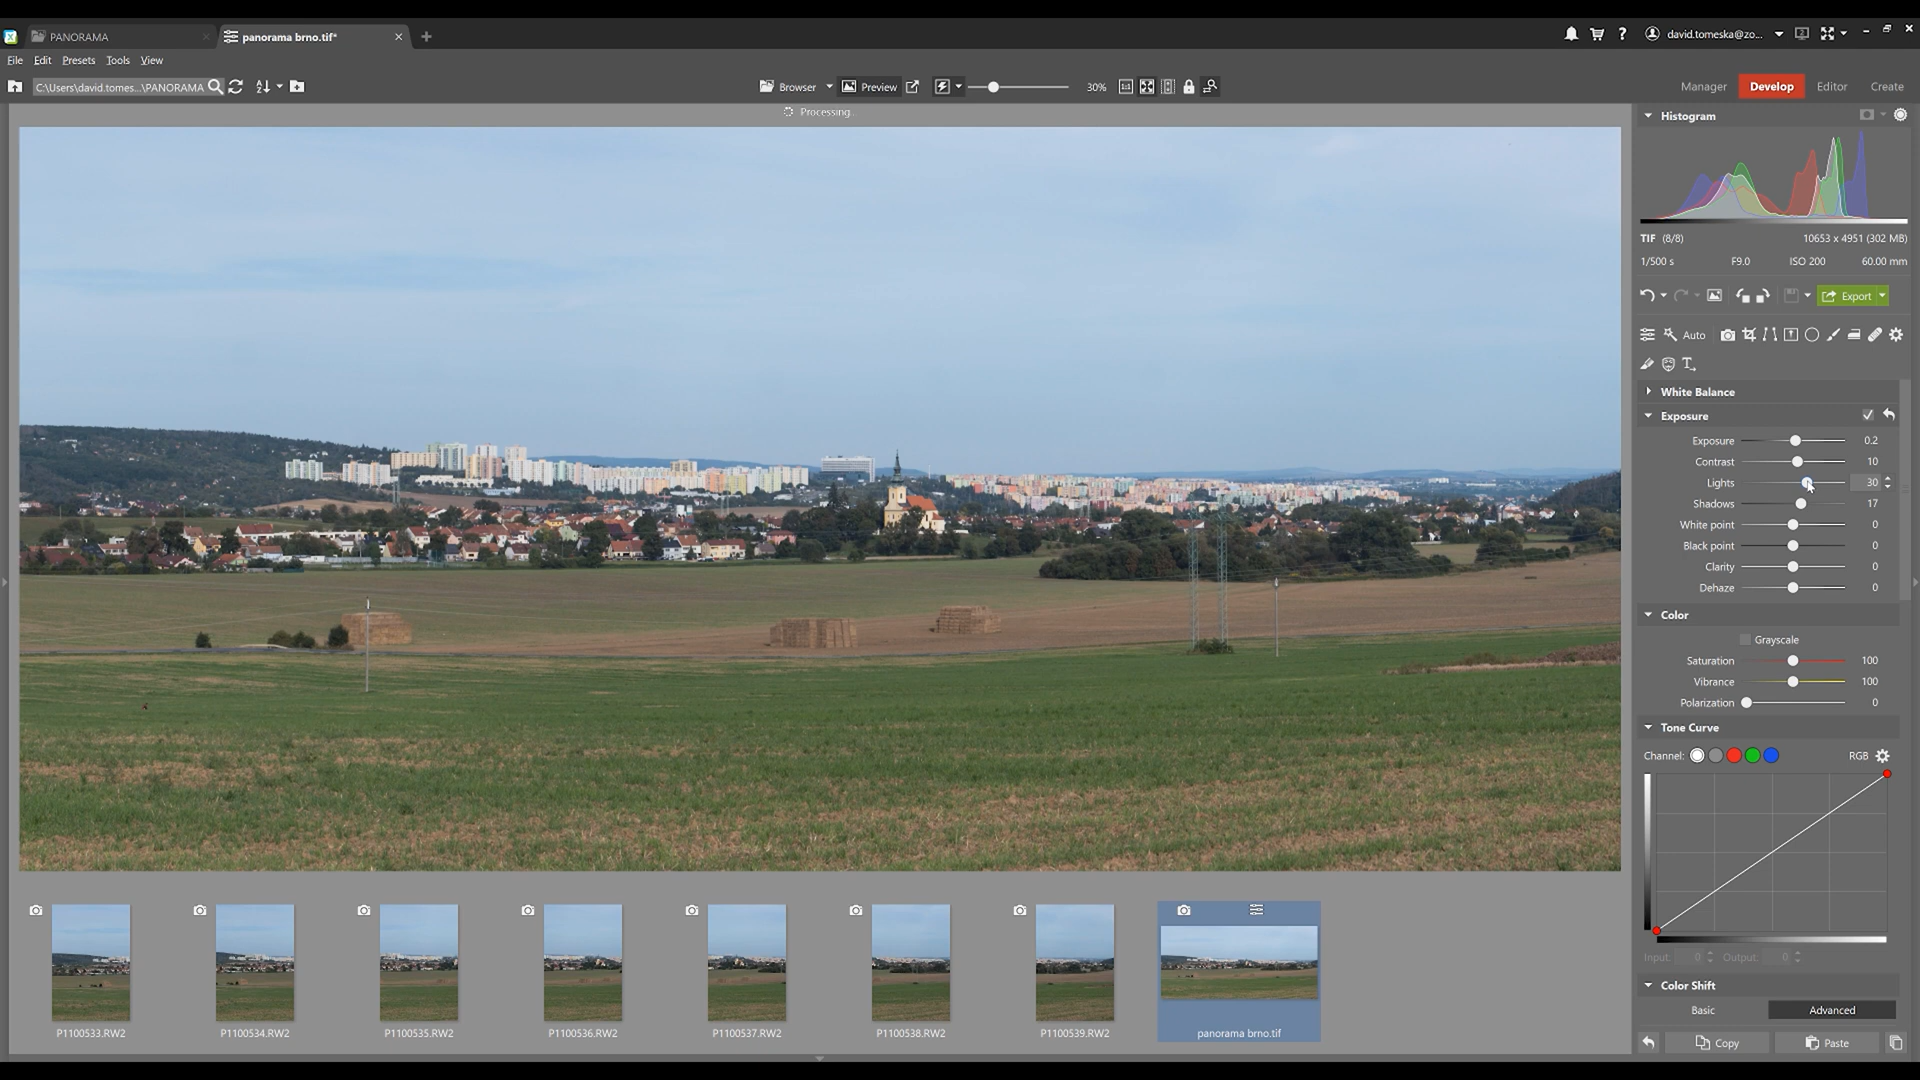 PANORAMA
panorama brno.tif*
david.tomeska@zo...
File Edit Presets Tools View
C:\Users\david.tomes...\PANORAMA
Browser
Preview
30%
Manager
Develop
Editor
Create
Processing
Histogram
TIF (8/8) 10653 x 4951 (302 MB)
1/500 s F9.0 ISO 200 60.00 mm
Export
Auto
White Balance
Exposure
Exposure 0.2
Contrast 10
Lights 30
Shadows 17
White point 0
Black point 0
Clarity 0
Dehaze 0
Color
Grayscale
Saturation 100
Vibrance 100
Polarization 0
Tone Curve
Channel: RGB
Input: 0 Output: 0
Color Shift
Basic Advanced
Copy Paste
P1100533.RW2
P1100534.RW2
P1100535.RW2
P1100536.RW2
P1100537.RW2
P1100538.RW2
P1100539.RW2
panorama brno.tif